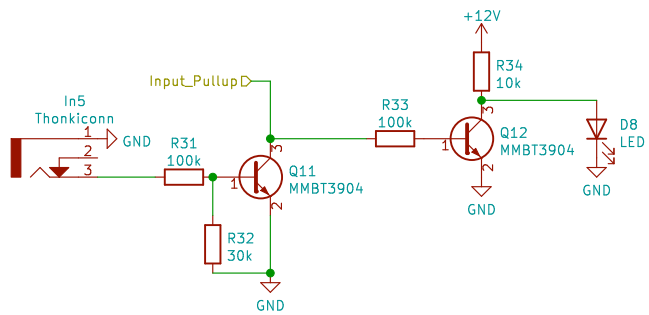 +12V
R34
10k
3
Input_Pullup
In5
Thonkiconn
1
GND
2
3
R31
100k
1
3
Q11
MMBT3904
2
R33
100k
1
Q12
MMBT3904
2
D8
LED
GND
GND
R32
30k
GND